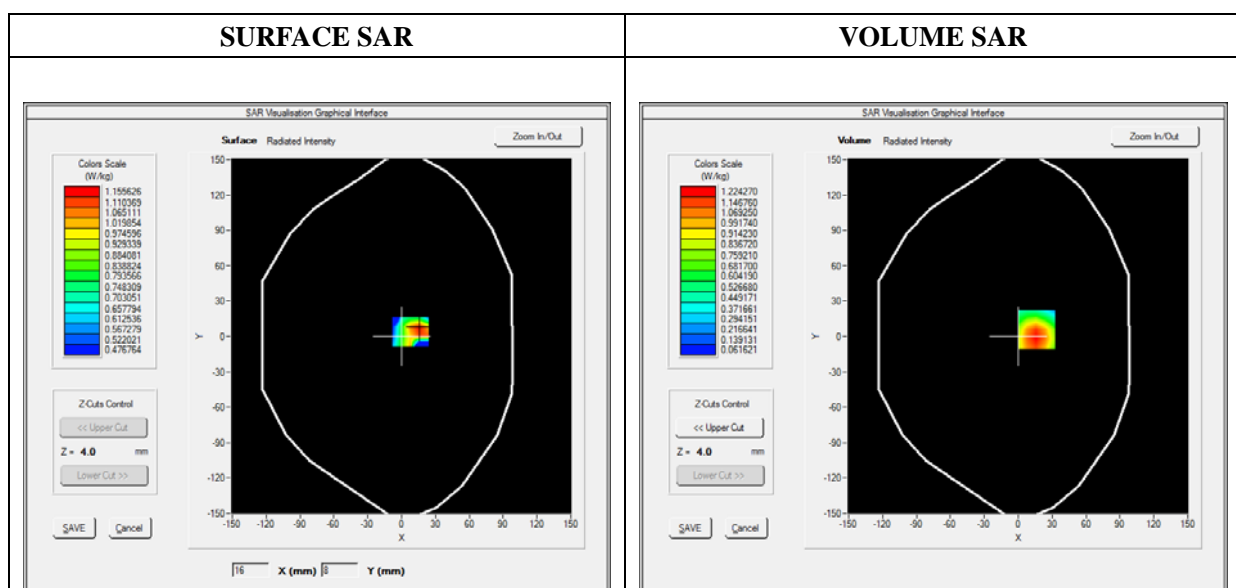 SURFACE SAR
VOLUME SAR
SAR Visualisation Graphical Interface
Surface Radiated Intensity
Zoom In/Out
Colors Scale
(W/kg)
1.155626
1.110369
1.065111
1.019854
0.974596
0.929339
0.884081
0.838824
0.793566
0.748309
0.703051
0.657794
0.612536
0.567279
0.522021
0.476764
Z-Cuts Control
<< Upper Cut
Z = 4.0 mm
Lower Cut >>
SAVE Cancel
150
120
90
60
30
0
-30
-60
-90
-120
-150
Y
-150 -120 -90 -60 -30 0 30 60 90 120 150
X
16 X (mm) 8 Y (mm)
SAR Visualisation Graphical Interface
Volume Radiated Intensity
Zoom In/Out
Colors Scale
(W/kg)
1.224270
1.146760
1.069250
0.991740
0.914230
0.836720
0.759210
0.681700
0.604190
0.526680
0.449171
0.371661
0.294151
0.216641
0.139131
0.061621
Z-Cuts Control
<< Upper Cut
Z = 4.0 mm
Lower Cut >>
SAVE Cancel
150
120
90
60
30
0
-30
-60
-90
-120
-150
Y
-150 -120 -90 -60 -30 0 30 60 90 120 150
X